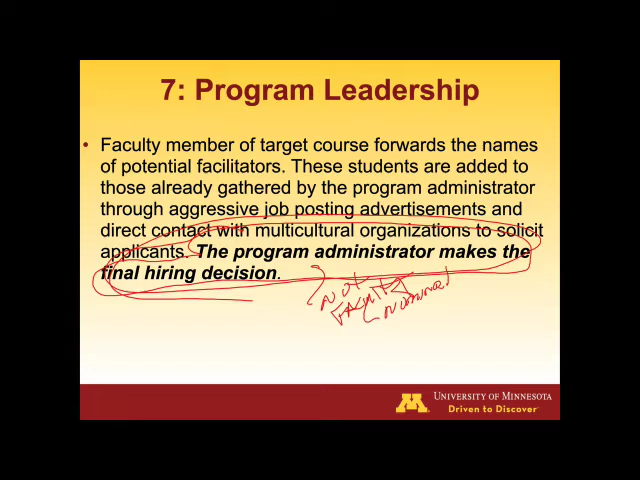 7: Program Leadership
• Faculty member of target course forwards the names
of potential facilitators. These students are added to
those already gathered by the program administrator
through aggressive job posting advertisements and
direct contact with multicultural organizations to solicit
applicants. The program administrator makes the
final hiring decision.
not
Faculty
M
UNIVERSITY OF MINNESOTA
Driven to Discover